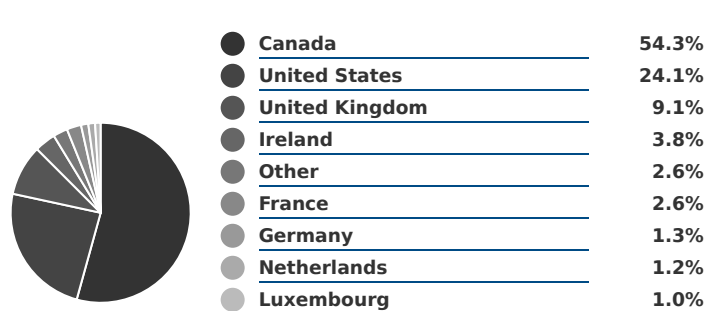 Canada 54.3%
United States 24.1%
United Kingdom 9.1%
Ireland 3.8%
Other 2.6%
France 2.6%
Germany 1.3%
Netherlands 1.2%
Luxembourg 1.0%